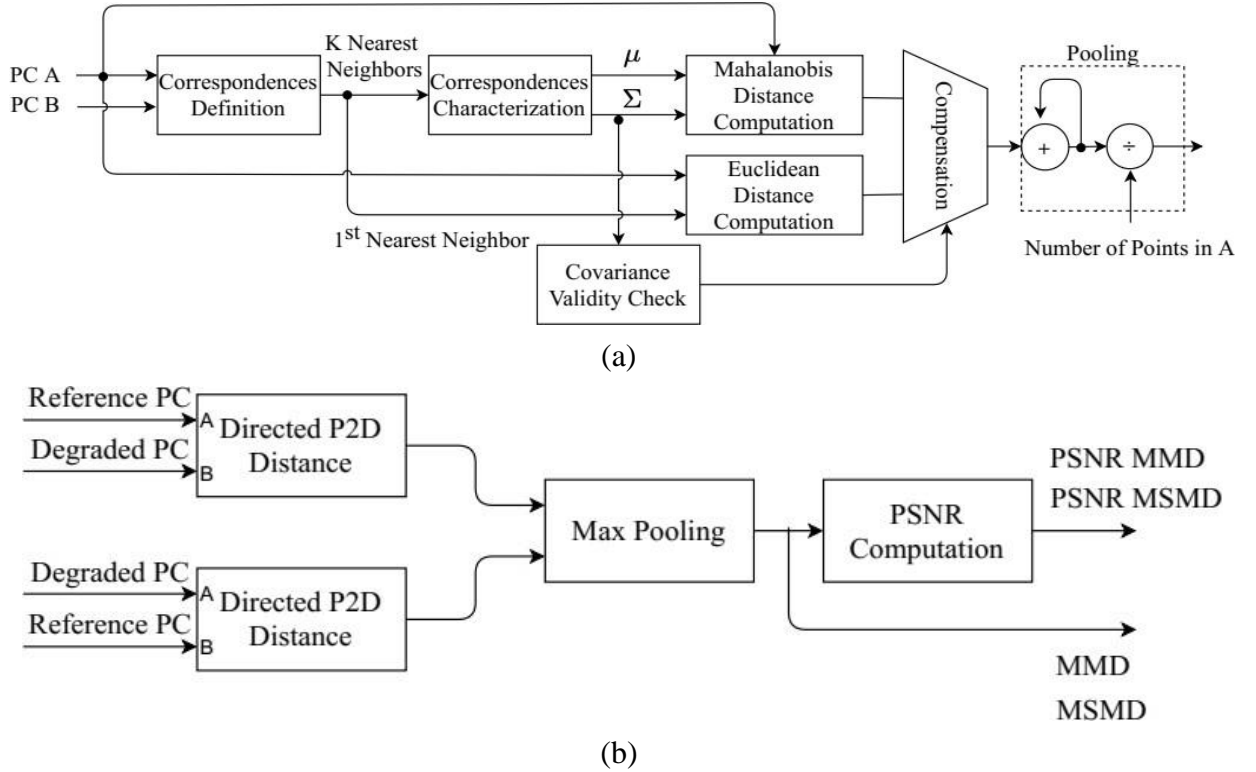 PC A
PC B
Correspondences
Definition
K Nearest
Neighbors
Correspondences
Characterization
μ
Σ
Mahalanobis
Distance
Computation
Euclidean
Distance
Computation
1st Nearest Neighbor
Covariance
Validity Check
Compensation
Pooling
+
÷
Number of Points in A
(a)
Reference PC
Degraded PC
A
B
Directed P2D
Distance
Degraded PC
Reference PC
A
B
Directed P2D
Distance
Max Pooling
PSNR
Computation
PSNR MMD
PSNR MSMD
MMD
MSMD
(b)